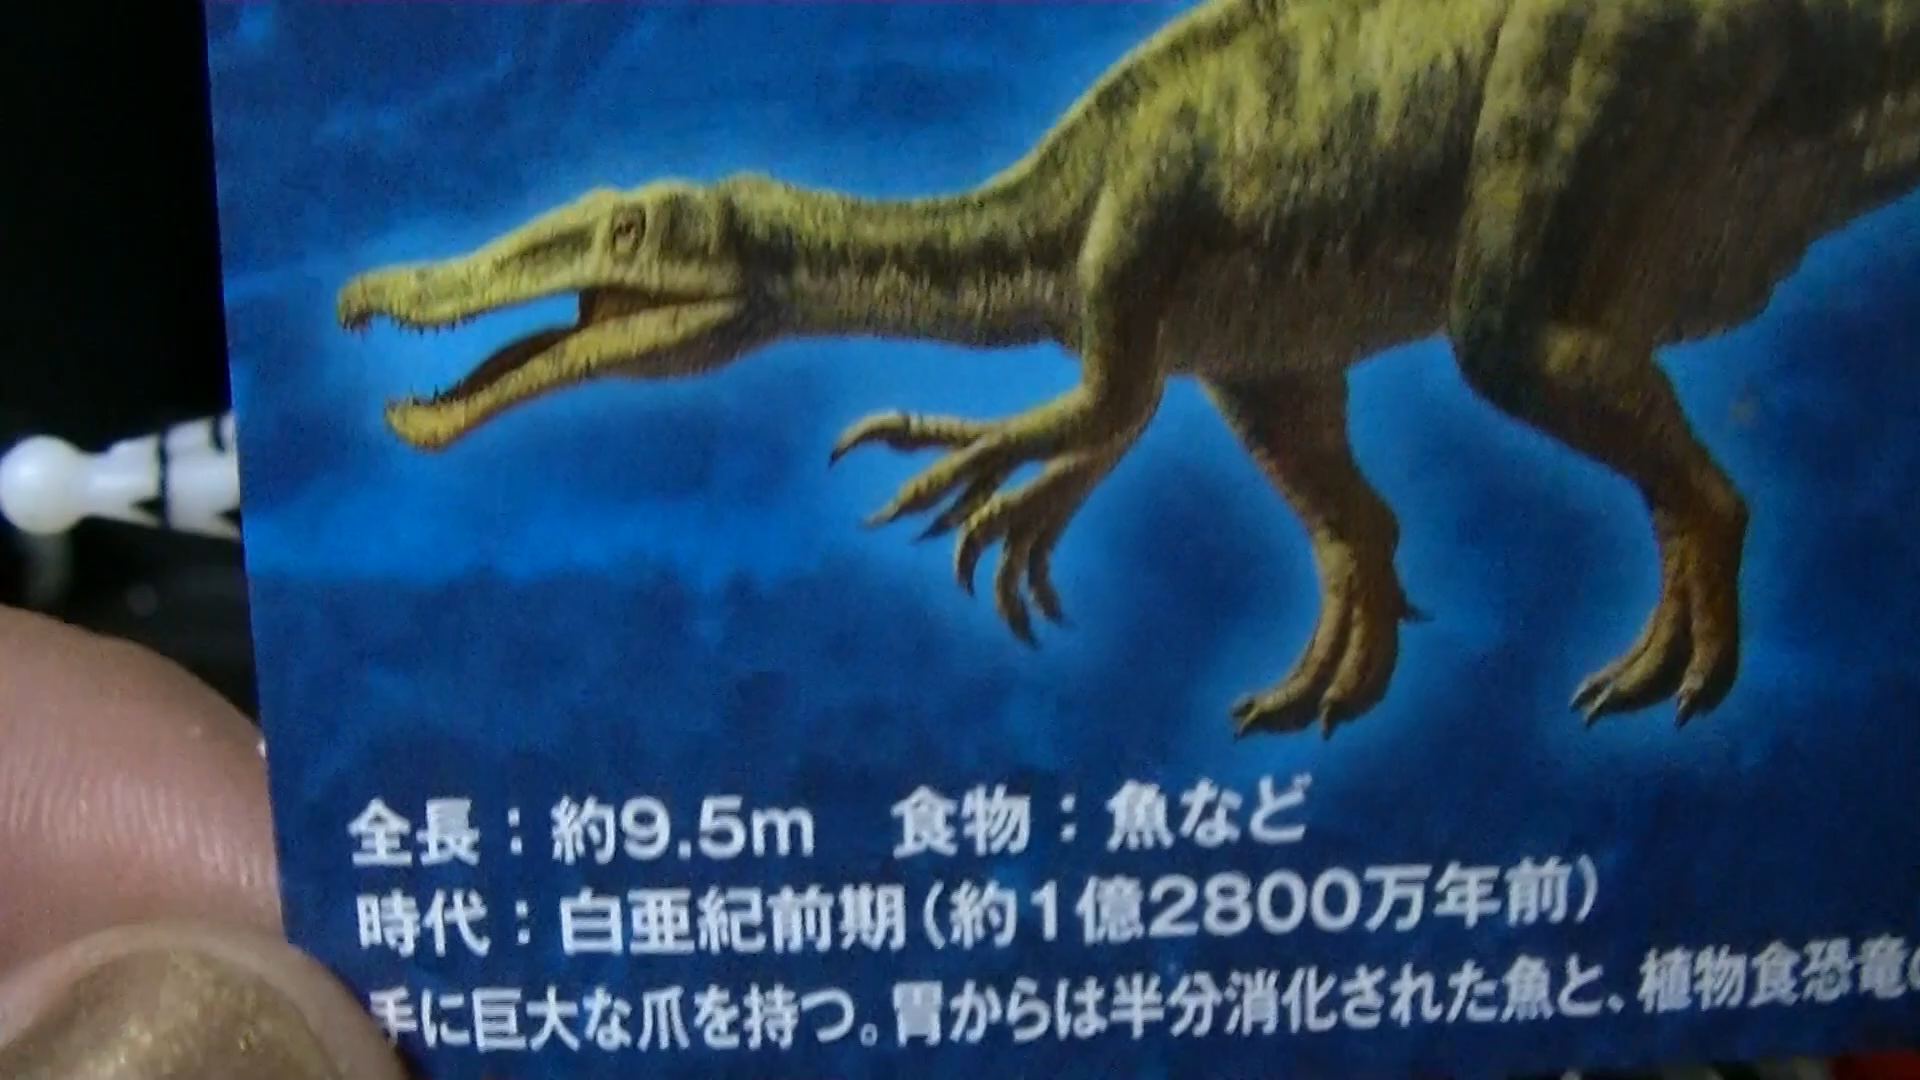 全長：約9.5m　食物：魚など
時代：白亜紀前期（約1億2800万年前）
手に巨大な爪を持つ。胃からは半分消化された魚と、植物食恐竜の